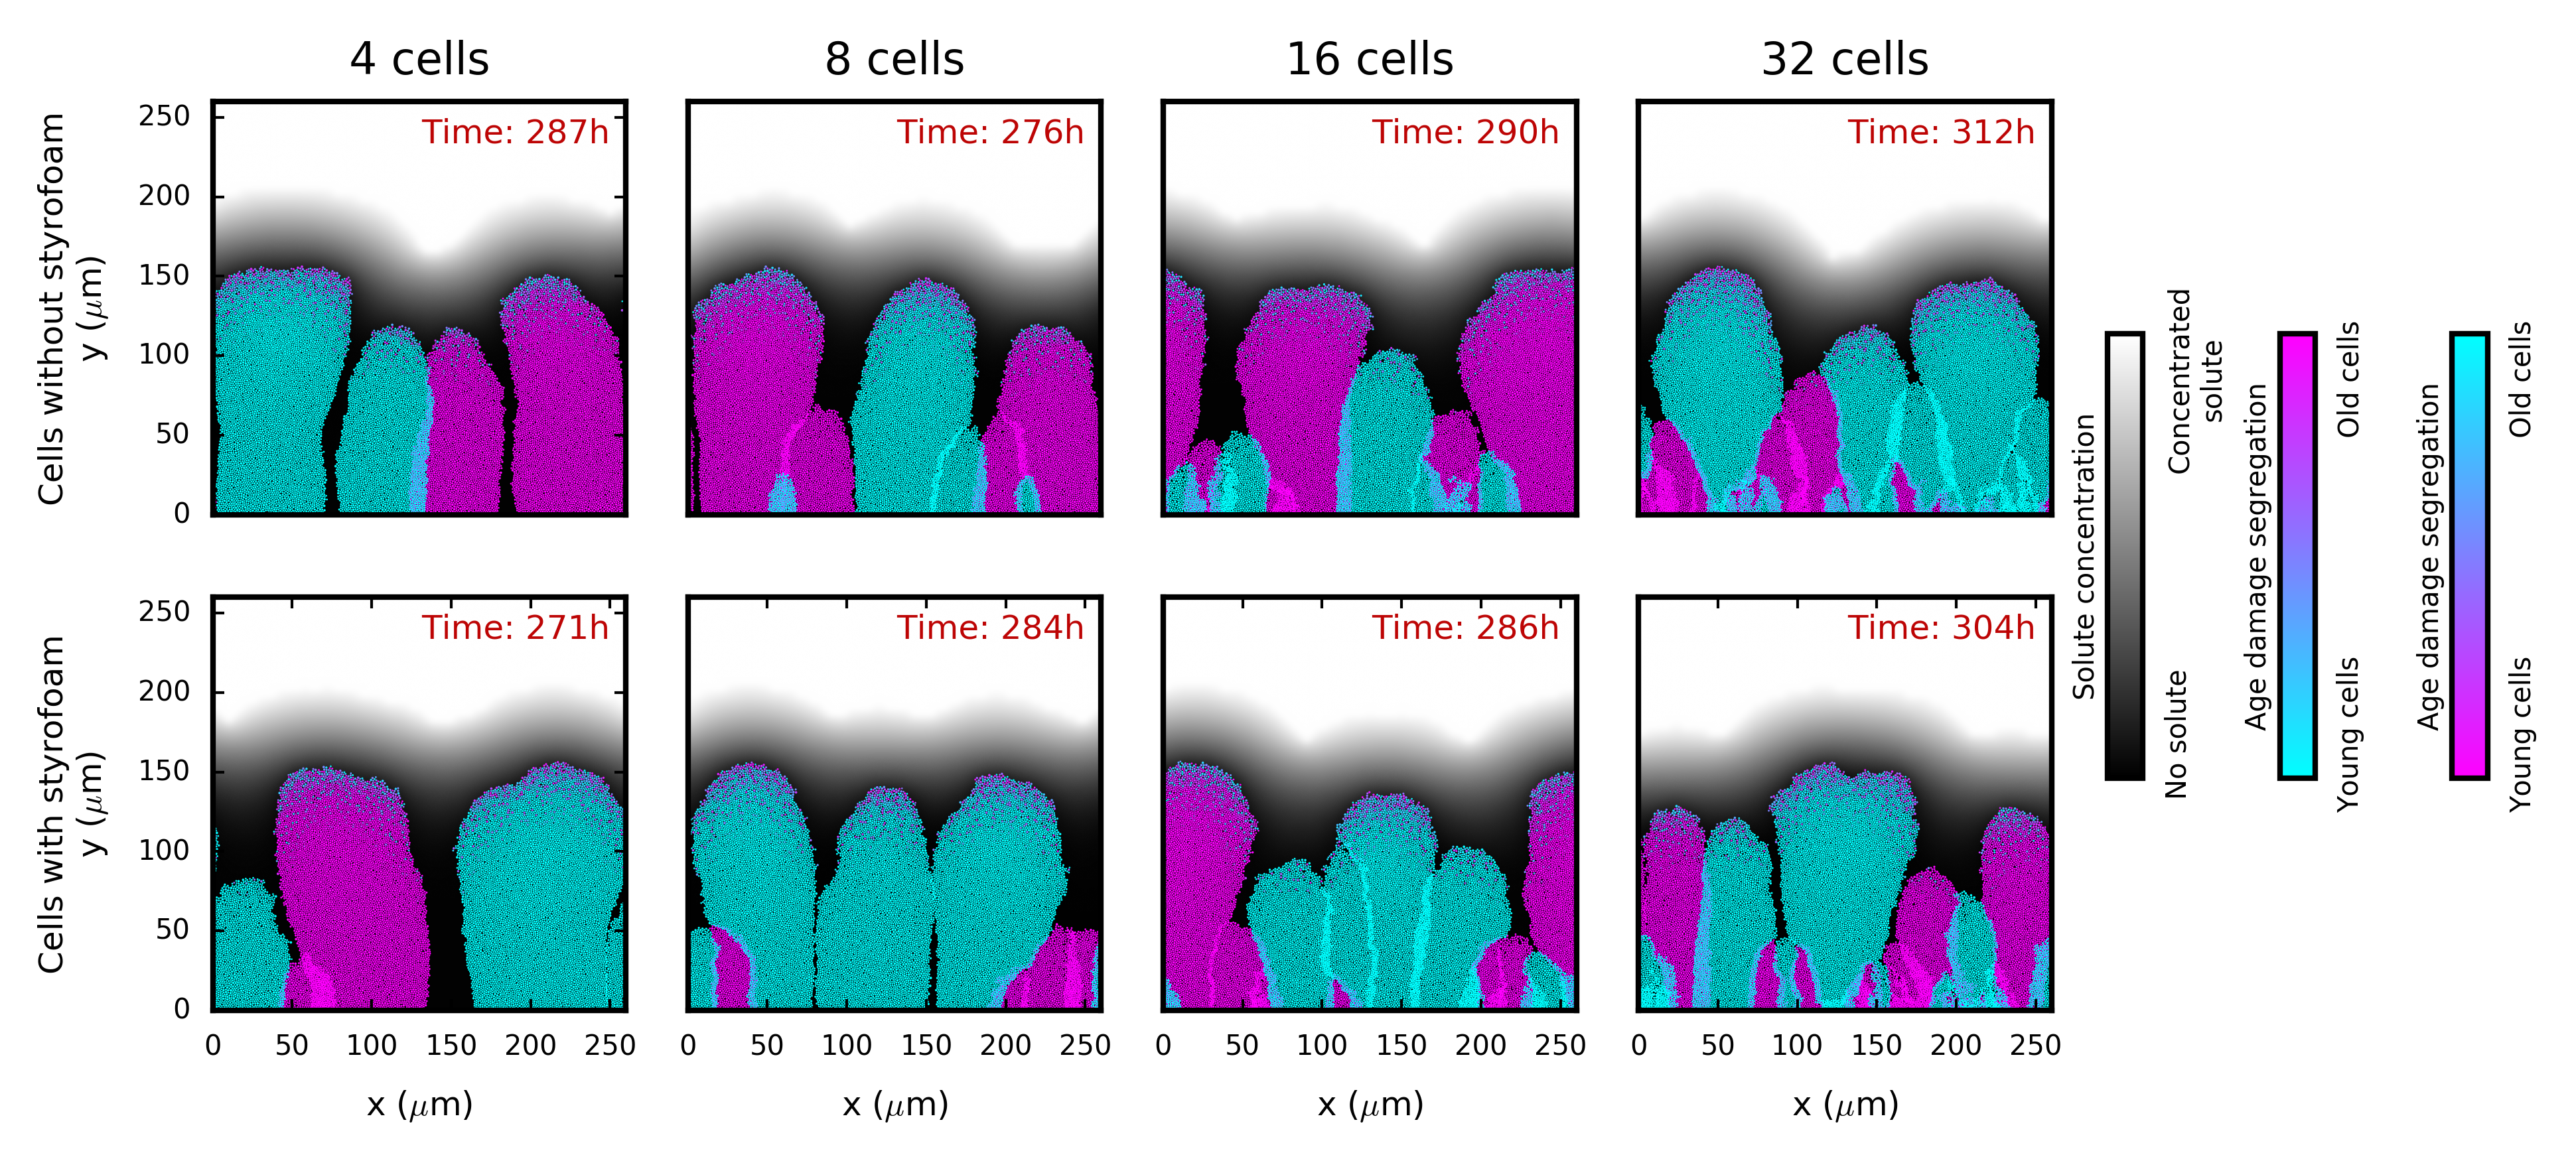 4 cells
8 cells
16 cells
32 cells
Cells without styrofoam
y (μm)
250
200
150
100
50
0
Time: 287h
Time: 276h
Time: 290h
Time: 312h
Cells with styrofoam
y (μm)
250
200
150
100
50
0
Time: 271h
Time: 284h
Time: 286h
Time: 304h
0 50 100 150 200 250
0 50 100 150 200 250
0 50 100 150 200 250
0 50 100 150 200 250
x (μm)
x (μm)
x (μm)
x (μm)
Solute concentration
Concentrated
solute
No solute
Age damage segregation
Old cells
Young cells
Age damage segregation
Old cells
Young cells